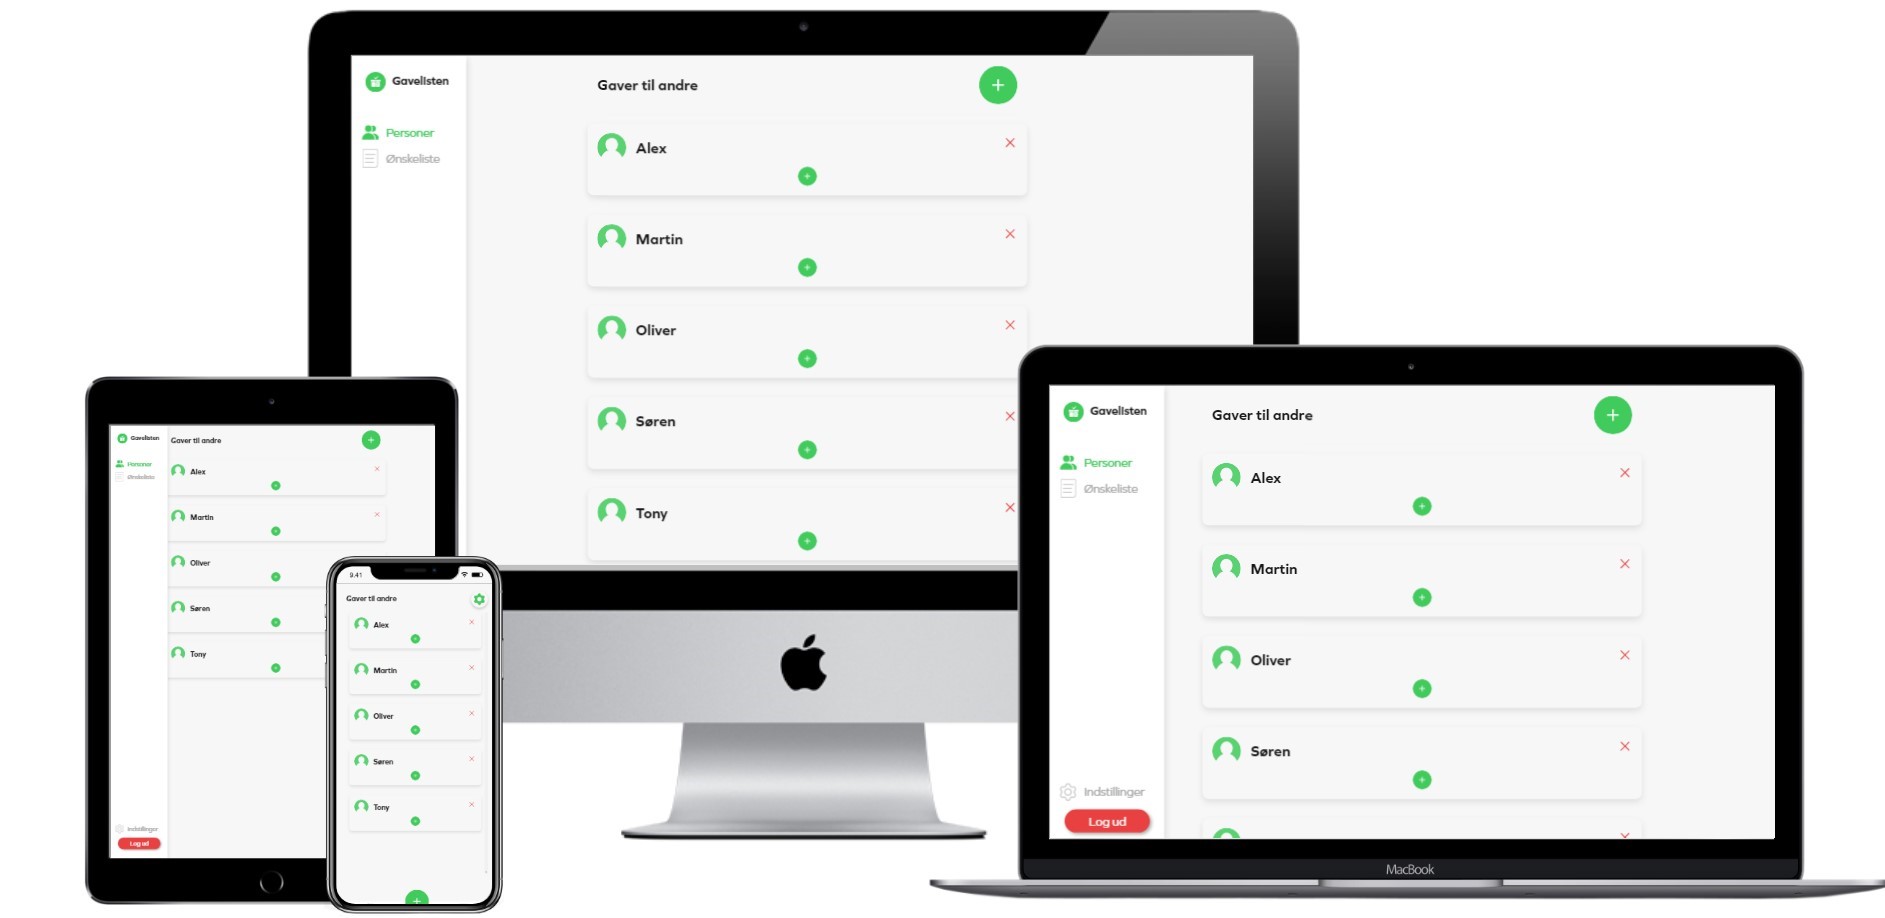 Gavelisten
Personer
Ønskeliste
Gaver til andre
+
Alex
+
Martin
+
Oliver
+
Søren
+
Tony
+
Gavelisten
Personer
Ønskeliste
Indstillinger
Log ud
Gaver til andre
+
Alex
+
Martin
+
Oliver
+
Søren
+
MacBook
Gavelisten
Personer
Ønskeliste
Indstillinger
Log ud
Gaver til andre
+
Alex
+
Martin
+
Oliver
+
Søren
+
Tony
+
9.41
Gaver til andre
Alex
+
Martin
+
Oliver
+
Søren
+
Tony
+
+